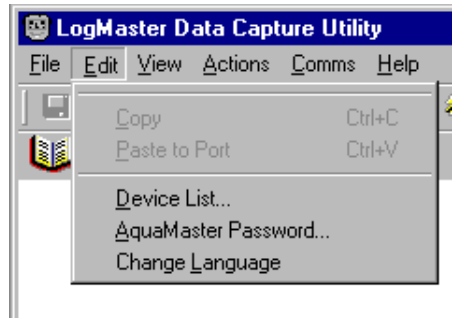 LogMaster Data Capture Utility
File Edit View Actions Comms Help
Copy Ctrl+C
Paste to Port Ctrl+V
Device List...
AquaMaster Password...
Change Language